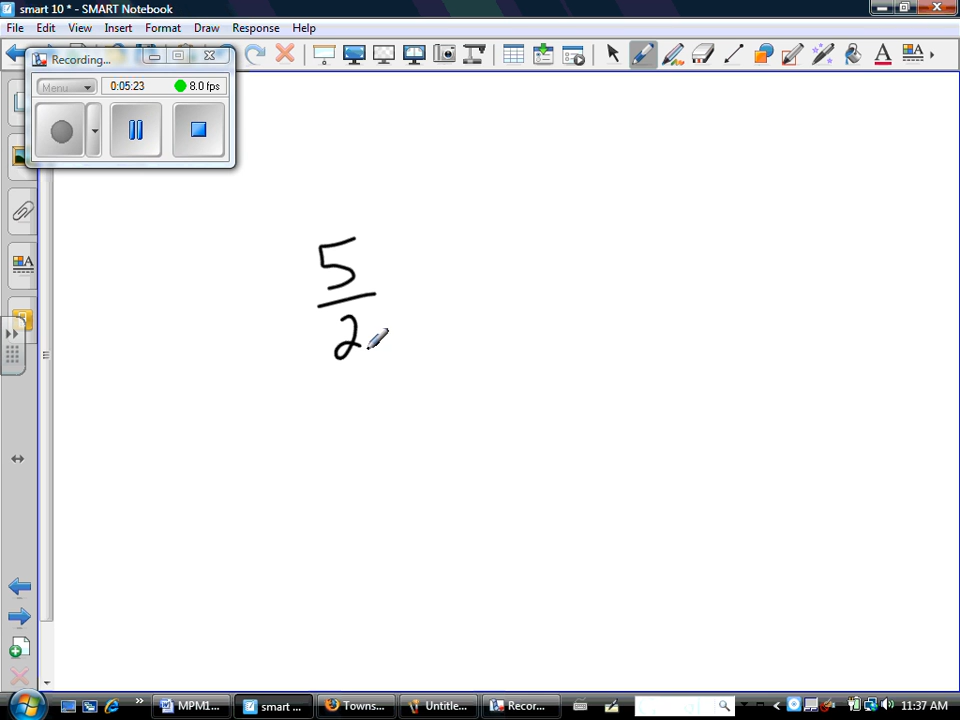 smart 10 * - SMART Notebook
File Edit View Insert Format Draw Response Help
Recording...
Menu 0:05:23 8.0 fps
5
2
MPM1... smart ... Towns... Untitle... Recor... 11:37 AM